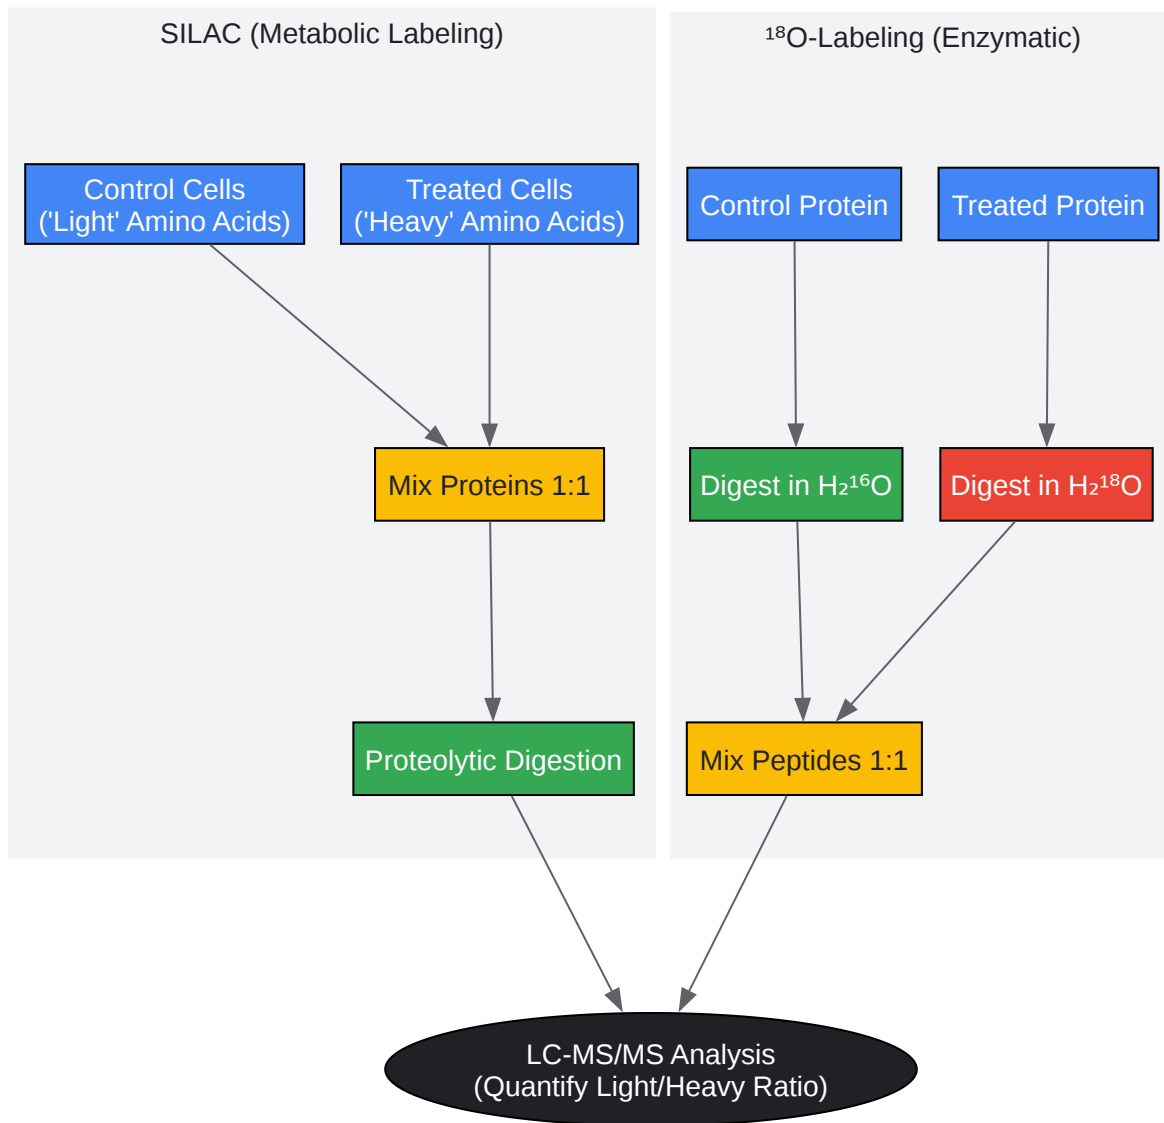 SILAC (Metabolic Labeling)
¹⁸O-Labeling (Enzymatic)
Control Cells
('Light' Amino Acids)
Treated Cells
('Heavy' Amino Acids)
Control Protein
Treated Protein
Mix Proteins 1:1
Digest in H₂¹⁶O
Digest in H₂¹⁸O
Proteolytic Digestion
Mix Peptides 1:1
LC-MS/MS Analysis
(Quantify Light/Heavy Ratio)